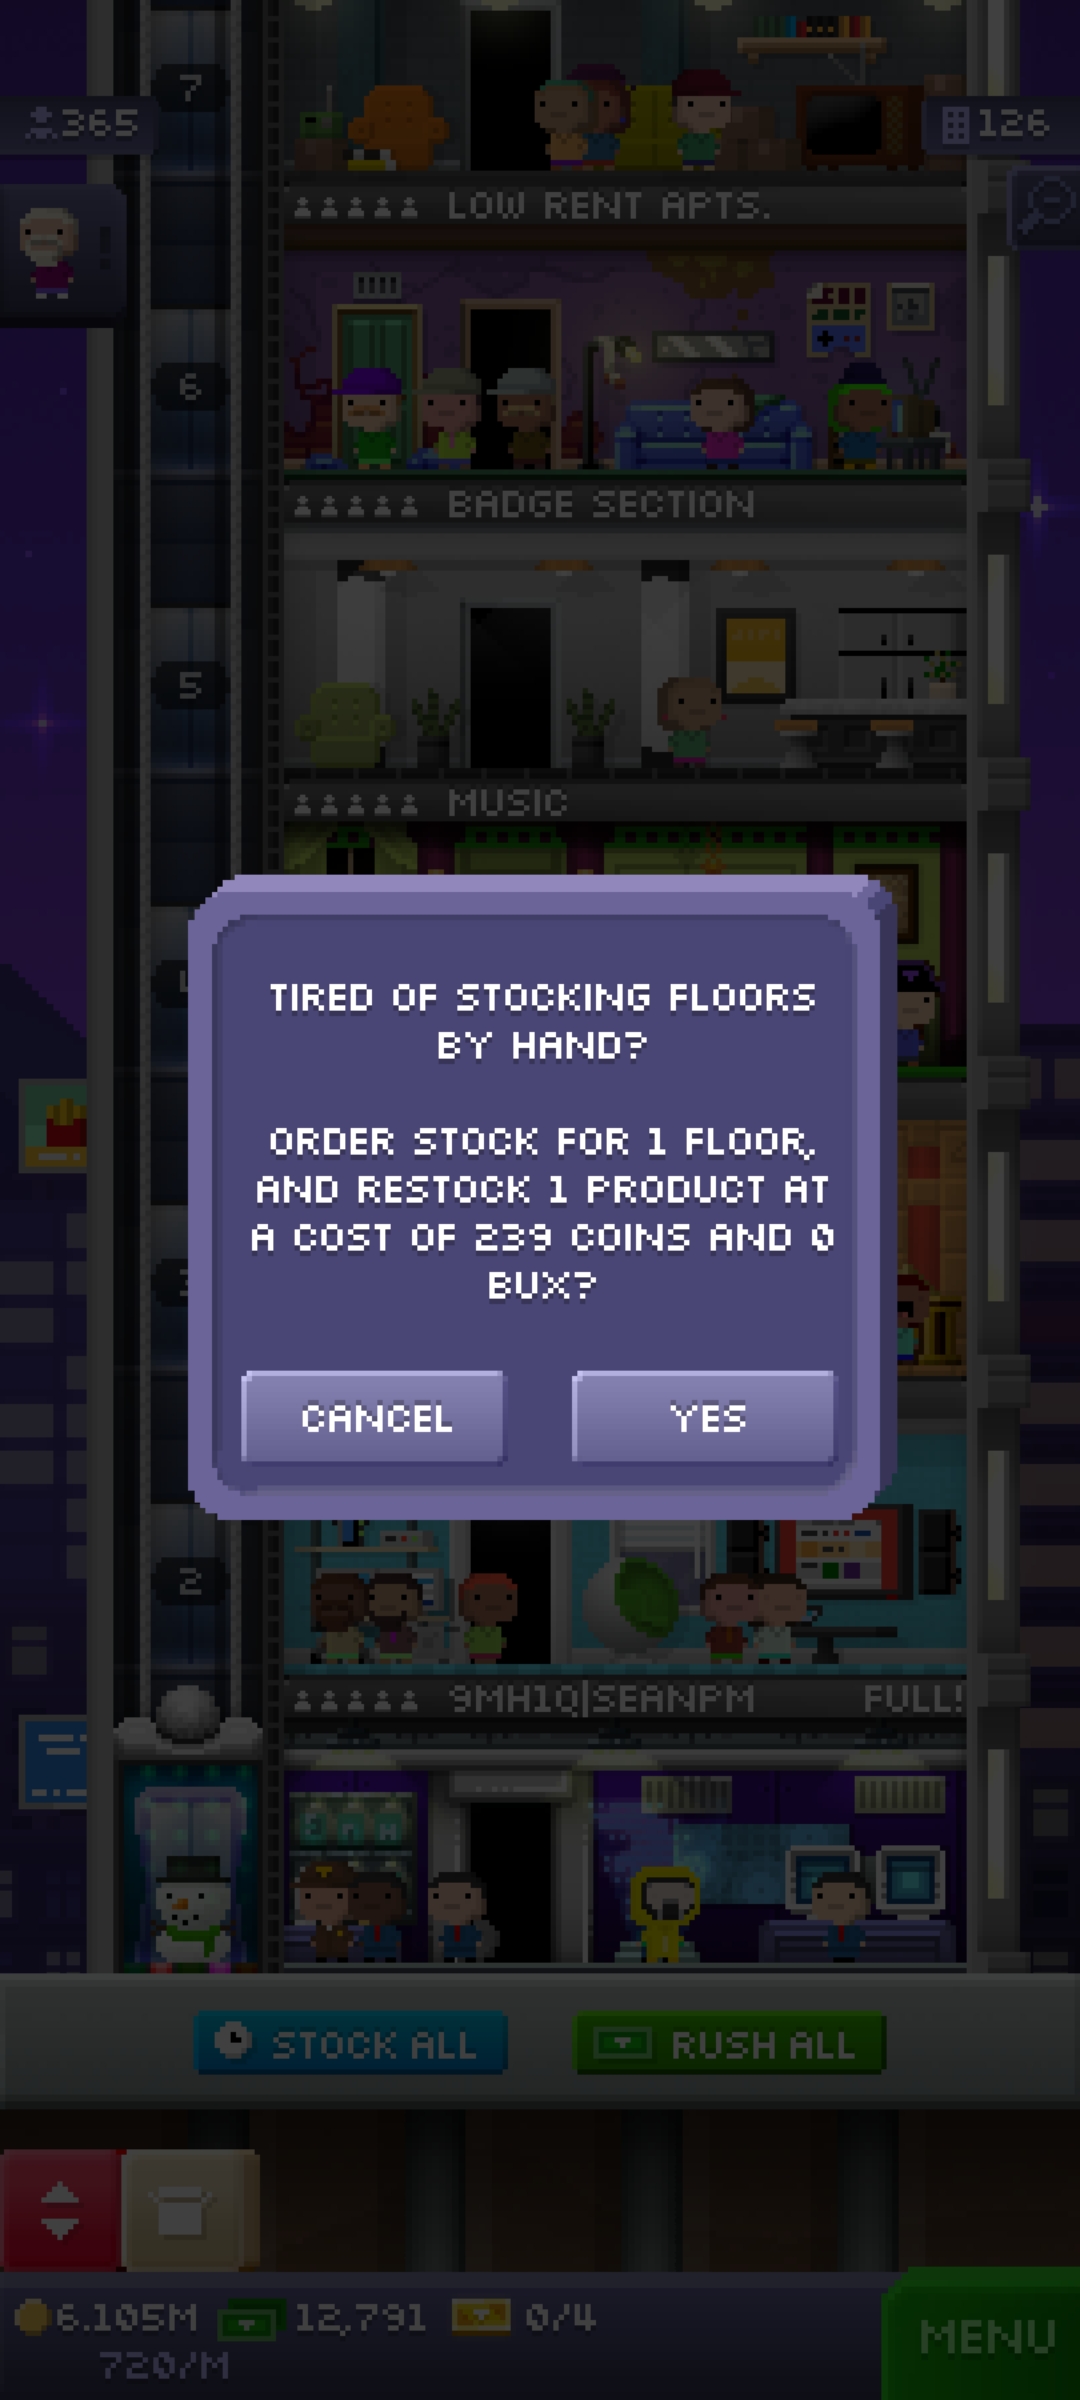 7
365
126
LOW RENT APTS.
6
BADGE SECTION
5
MUSIC
TIRED OF STOCKING FLOORS
BY HAND?
ORDER STOCK FOR 1 FLOOR,
AND RESTOCK 1 PRODUCT AT
A COST OF 239 COINS AND 0
BUX?
CANCEL
YES
2
9MH1Q|SEANPM
FULL!
STOCK ALL
RUSH ALL
6.105M
12,791
0/4
720/M
MENU